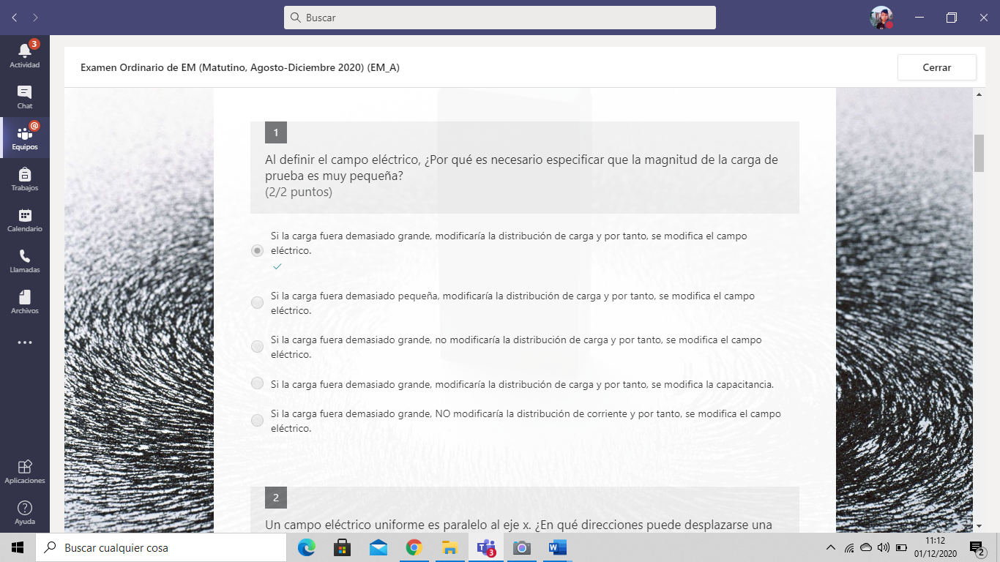 Buscar
3
Actividad
Chat
@
Equipos
Trabajos
Calendario
Llamadas
Archivos
Aplicaciones
Ayuda
Examen Ordinario de EM (Matutino, Agosto-Diciembre 2020) (EM_A)
Cerrar
1
Al definir el campo eléctrico, ¿Por qué es necesario especificar que la magnitud de la carga de
prueba es muy pequeña?
(2/2 puntos)
Si la carga fuera demasiado grande, modificaría la distribución de carga y por tanto, se modifica el campo
eléctrico.
Si la carga fuera demasiado pequeña, modificaría la distribución de carga y por tanto, se modifica el campo
eléctrico.
Si la carga fuera demasiado grande, no modificaría la distribución de carga y por tanto, se modifica el campo
eléctrico.
Si la carga fuera demasiado grande, modificaría la distribución de carga y por tanto, se modifica la capacitancia.
Si la carga fuera demasiado grande, NO modificaría la distribución de corriente y por tanto, se modifica el campo
eléctrico.
2
Un campo eléctrico uniforme es paralelo al eje x. ¿En qué direcciones puede desplazarse una
Buscar cualquier cosa
3
11:12
01/12/2020
2